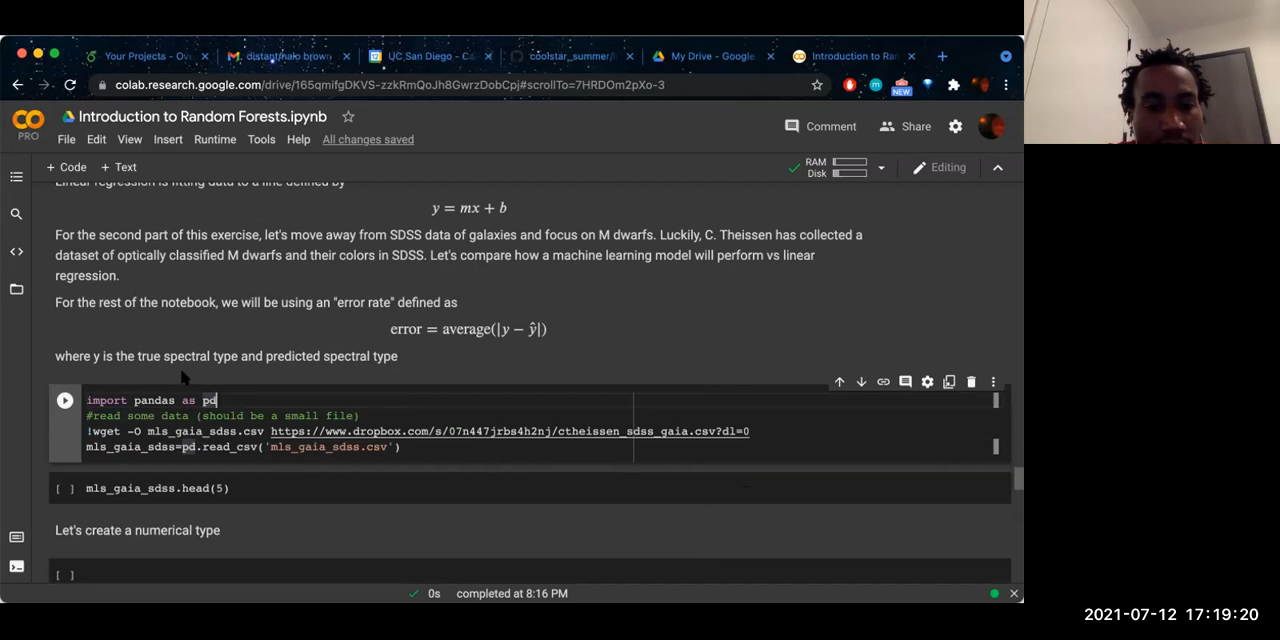 Your Projects - Ov
distant/halo brown
UC San Diego - Ca
coolstar_summer/
My Drive - Google
Introduction to Ra
colab.research.google.com/drive/165qmifgDKVS-zzkRmQoJh8GwrzDobCpj#scrollTo=7HRDOm2pXo-3
NEW
CO
PRO
Introduction to Random Forests.ipynb
File Edit View Insert Runtime Tools Help All changes saved
Comment
Share
+ Code + Text
RAM
Disk
Editing
Linear regression is fitting data to a line defined by
y = mx + b
For the second part of this exercise, let's move away from SDSS data of galaxies and focus on M dwarfs. Luckily, C. Theissen has collected a
dataset of optically classified M dwarfs and their colors in SDSS. Let's compare how a machine learning model will perform vs linear
regression.
For the rest of the notebook, we will be using an "error rate" defined as
error = average(|y − ŷ|)
where y is the true spectral type and predicted spectral type
import pandas as pd
#read some data (should be a small file)
!wget -O mls_gaia_sdss.csv https://www.dropbox.com/s/07n447jrbs4h2nj/ctheissen_sdss_gaia.csv?dl=0
mls_gaia_sdss=pd.read_csv('mls_gaia_sdss.csv')
[ ] mls_gaia_sdss.head(5)
Let's create a numerical type
[ ]
0s completed at 8:16 PM
2021-07-12 17:19:20